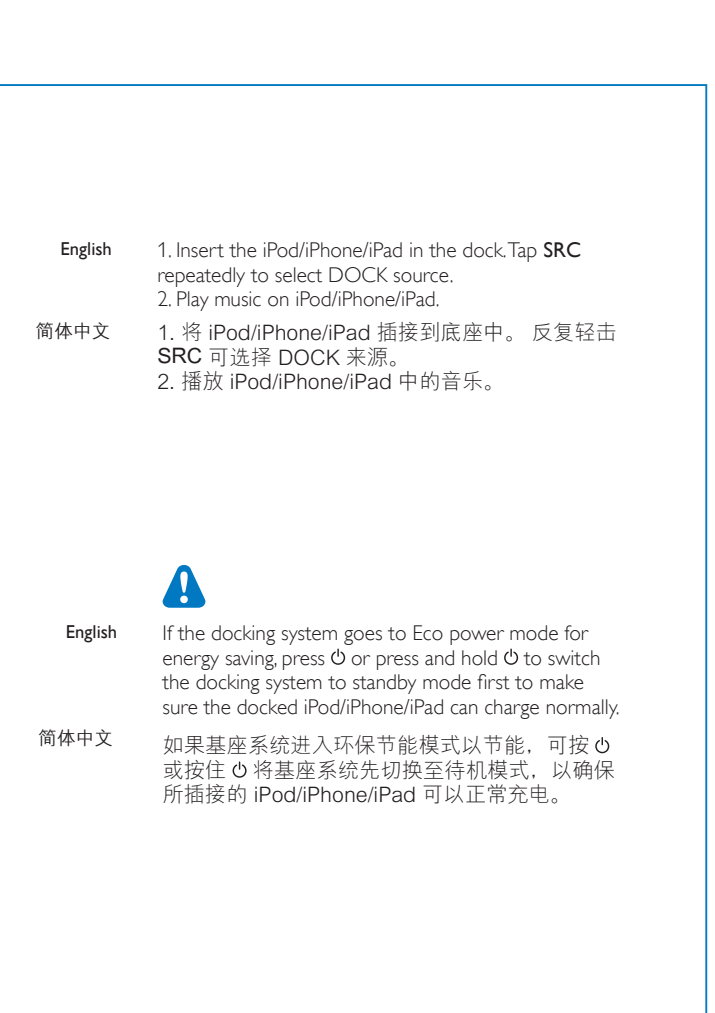 English
1. Insert the iPod/iPhone/iPad in the dock. Tap SRC
repeatedly to select DOCK source.
2. Play music on iPod/iPhone/iPad.
简体中文
1. 将 iPod/iPhone/iPad 插接到底座中。 反复轻击
SRC 可选择 DOCK 来源。
2. 播放 iPod/iPhone/iPad 中的音乐。
English
If the docking system goes to Eco power mode for
energy saving, press ⏻ or press and hold ⏻ to switch
the docking system to standby mode first to make
sure the docked iPod/iPhone/iPad can charge normally.
简体中文
如果基座系统进入环保节能模式以节能，可按 ⏻
或按住 ⏻ 将基座系统先切换至待机模式，以确保
所插接的 iPod/iPhone/iPad 可以正常充电。